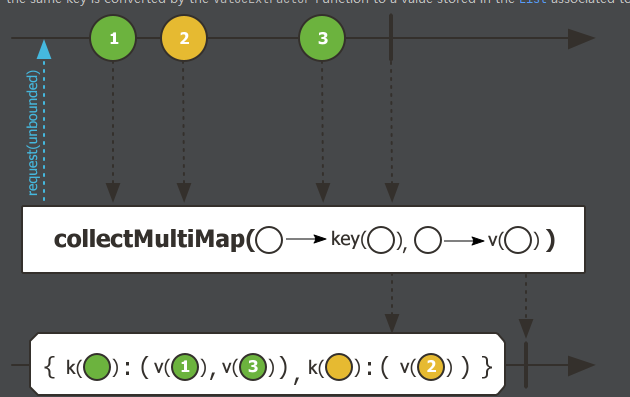 the same key is converted by the valueExtractor Function to a value stored in the List associated to
1 2 3
request(unbounded)
collectMultiMap( → key( ), → v( ) )
{ k( ) : ( v( 1 ) , v( 3 ) ) , k( ) : ( v( 2 ) ) }